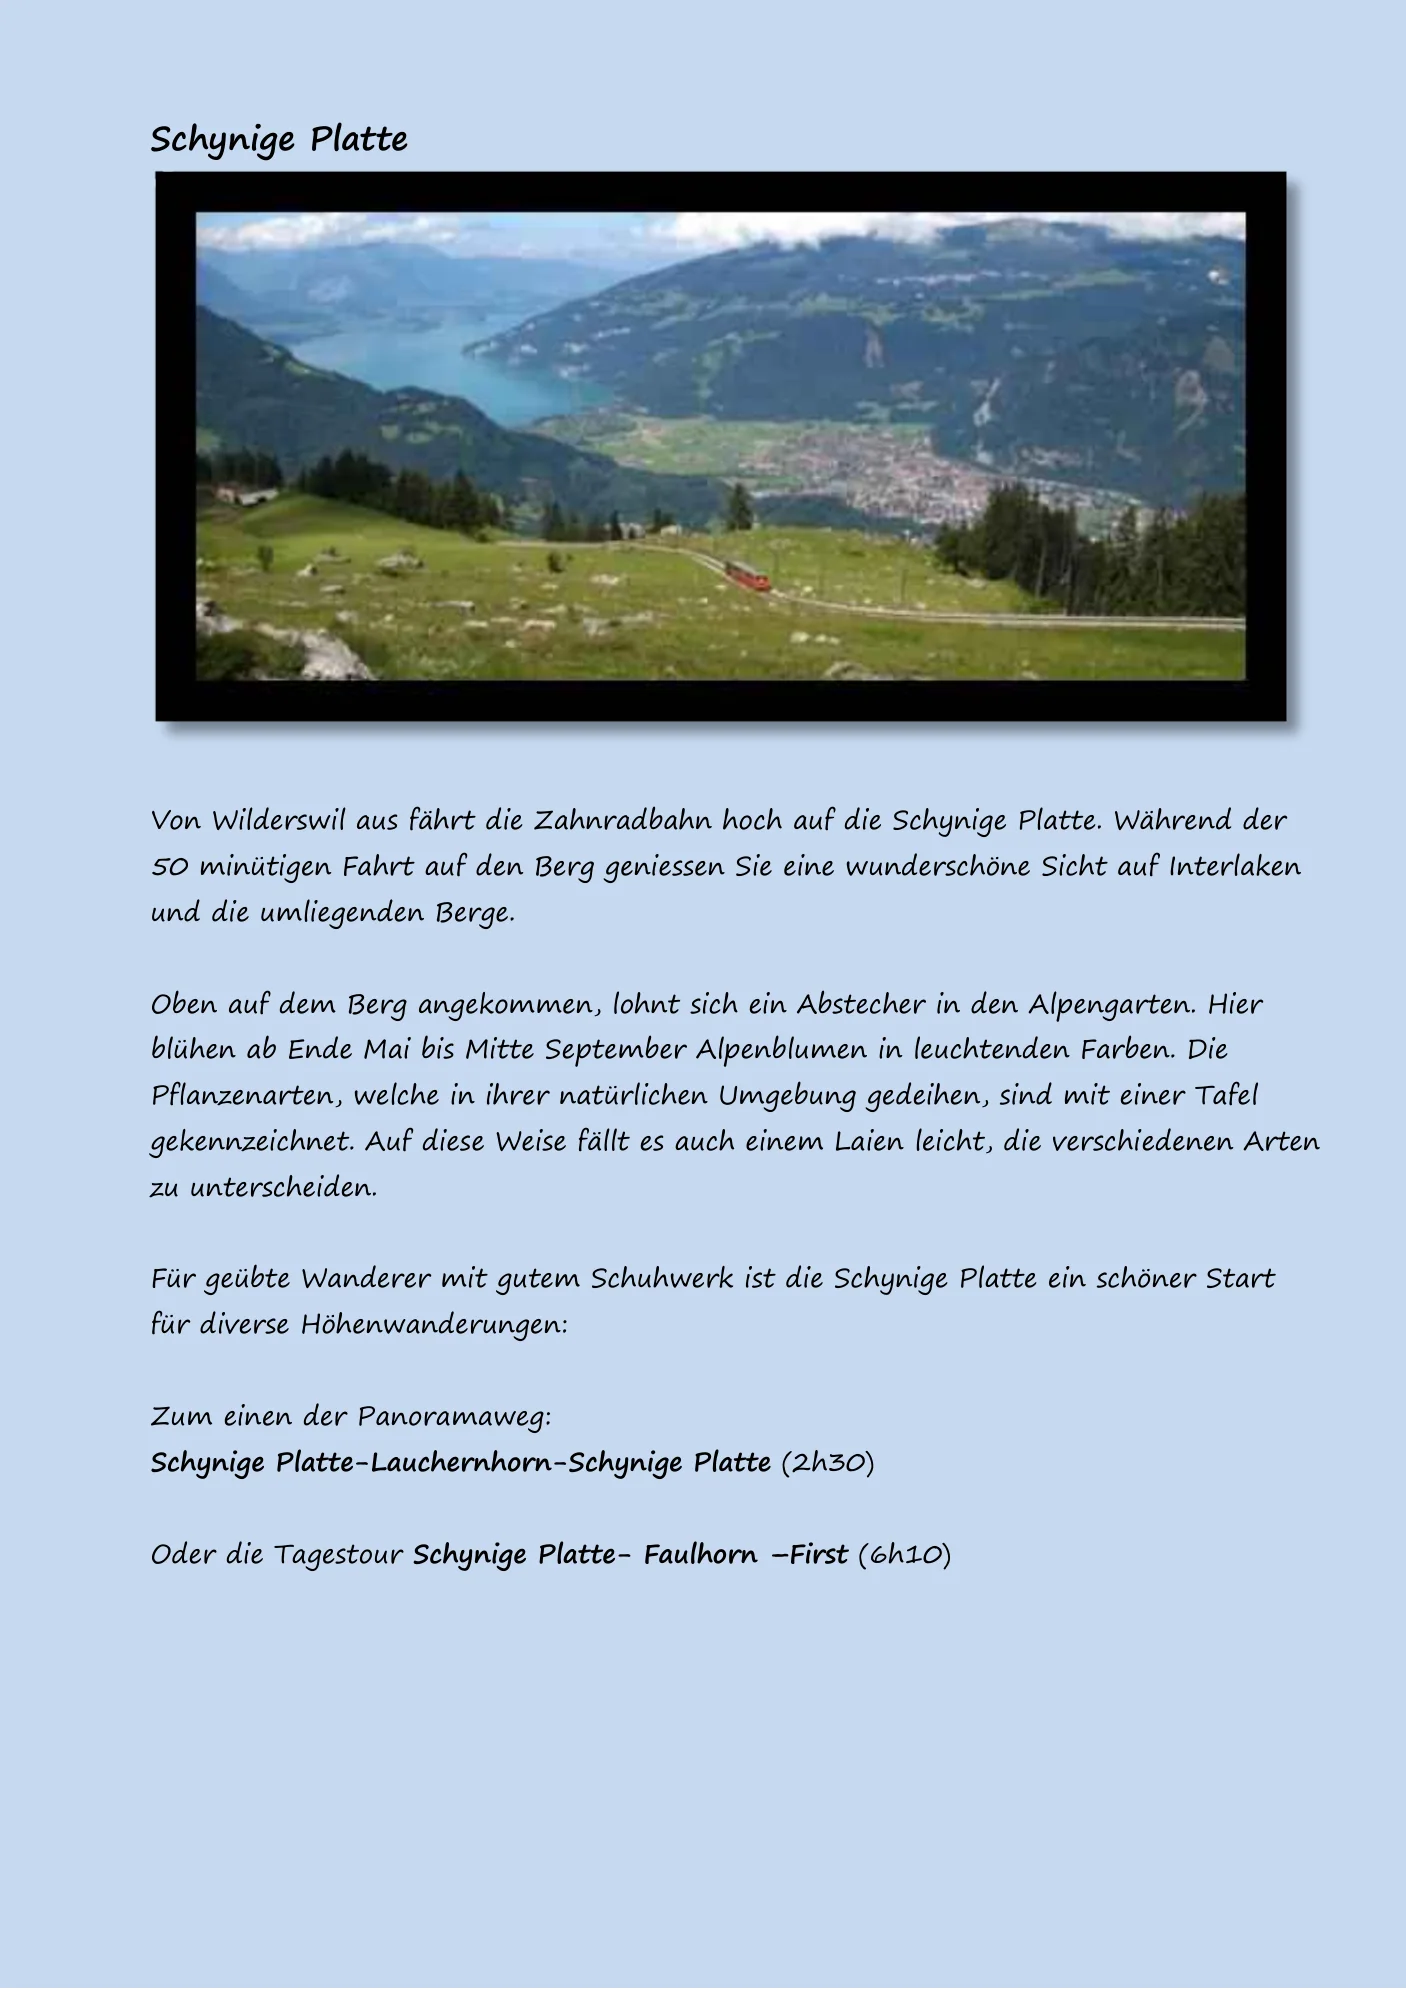 Schynige Platte
Von Wilderswil aus fährt die Zahnradbahn hoch auf die Schynige Platte. Während der
50 minütigen Fahrt auf den Berg geniessen Sie eine wunderschöne Sicht auf Interlaken
und die umliegenden Berge.
Oben auf dem Berg angekommen, lohnt sich ein Abstecher in den Alpengarten. Hier
blühen ab Ende Mai bis Mitte September Alpenblumen in leuchtenden Farben. Die
Pflanzenarten, welche in ihrer natürlichen Umgebung gedeihen, sind mit einer Tafel
gekennzeichnet. Auf diese Weise fällt es auch einem Laien leicht, die verschiedenen Arten
zu unterscheiden.
Für geübte Wanderer mit gutem Schuhwerk ist die Schynige Platte ein schöner Start
für diverse Höhenwanderungen:
Zum einen der Panoramaweg:
Schynige Platte-Lauchernhorn-Schynige Platte (2h30)
Oder die Tagestour Schynige Platte- Faulhorn –First (6h10)